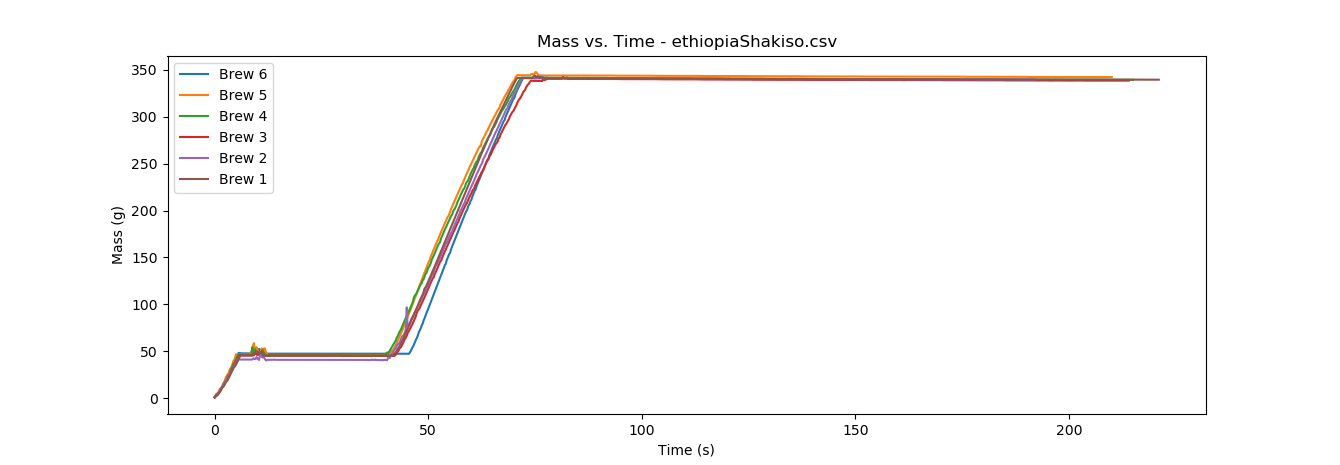 Mass vs. Time - ethiopiaShakiso.csv
350
300
250
200
150
100
50
0
Mass (g)
Brew 6
Brew 5
Brew 4
Brew 3
Brew 2
Brew 1
0 50 100 150 200
Time (s)